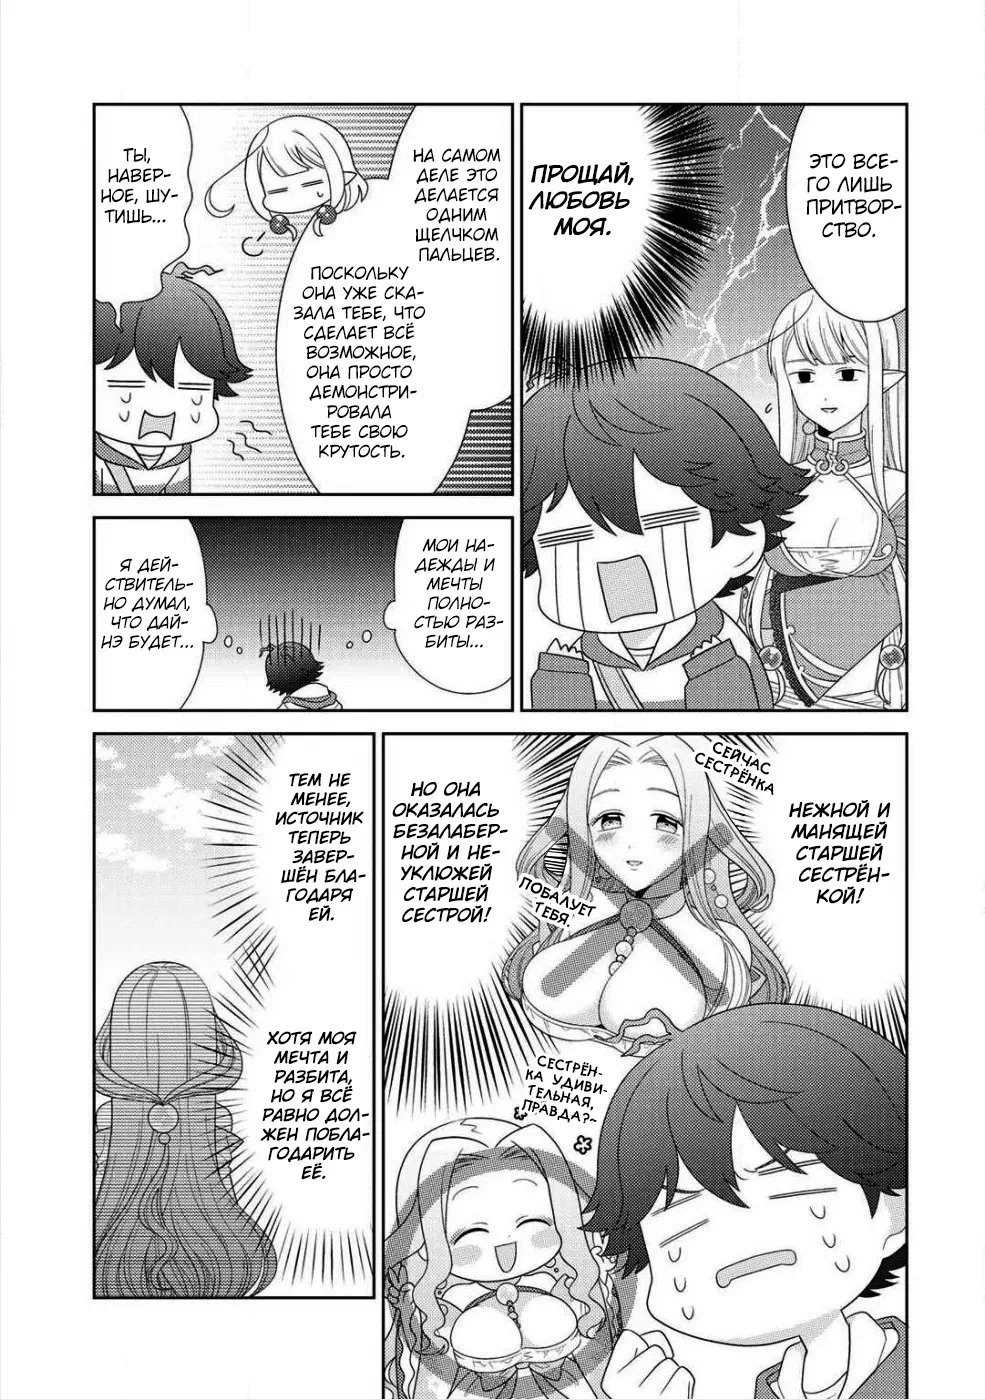 ЭТО ВСЕ-
ГО ЛИШЬ
ПРИТВОР-
СТВО.
ПРОЩАЙ,
ЛЮБОВЬ
МОЯ.
НА САМОМ
ДЕЛЕ ЭТО
ДЕЛАЕТСЯ
ОДНИМ
ЩЕЛЧКОМ
ПАЛЬЦЕВ.
ПОСКОЛЬКУ
ОНА УЖЕ СКА-
ЗАЛА ТЕБЕ, ЧТО
СДЕЛАЕТ ВСЁ
ВОЗМОЖНОЕ,
ОНА ПРОСТО
ДЕМОНСТРИ-
РОВАЛА
ТЕБЕ СВОЮ
КРУТОСТЬ.
ТЫ,
НАВЕР-
НОЕ, ШУ-
ТИШЬ...
МОИ НА-
ДЕЖДЫ И
МЕЧТЫ
ПОЛНО-
СТЬЮ РАЗ-
БИТЫ...
Я ДЕЙ-
СТВИТЕЛЬ-
НО ДУМАЛ,
ЧТО ДАЙ-
НЭ БУДЕТ...
НЕЖНОЙ И
МАНЯЩЕЙ
СТАРШЕЙ
СЕСТРЁН-
КОЙ!
СЕЙЧАС
СЕСТРЁНКА
ПОБАЛУЕТ
ТЕБЯ.
НО ОНА
ОКАЗАЛАСЬ
БЕЗАЛАБЕР-
НОЙ И НЕ-
УКЛЮЖЕЙ
СТАРШЕЙ
СЕСТРОЙ!
СЕСТРЁН-
КА УДИВИ-
ТЕЛЬНАЯ,
ПРАВДА?~
ТЕМ НЕ
МЕНЕЕ,
ИСТОЧНИК
ТЕПЕРЬ
ЗАВЕР-
ШЁН БЛА-
ГОДАРЯ
ЕЙ.
ХОТЯ МОЯ
МЕЧТА И
РАЗБИТА,
НО Я ВСЁ
РАВНО ДОЛ-
ЖЕН ПОБЛА-
ГОДАРИТЬ
ЕЁ.